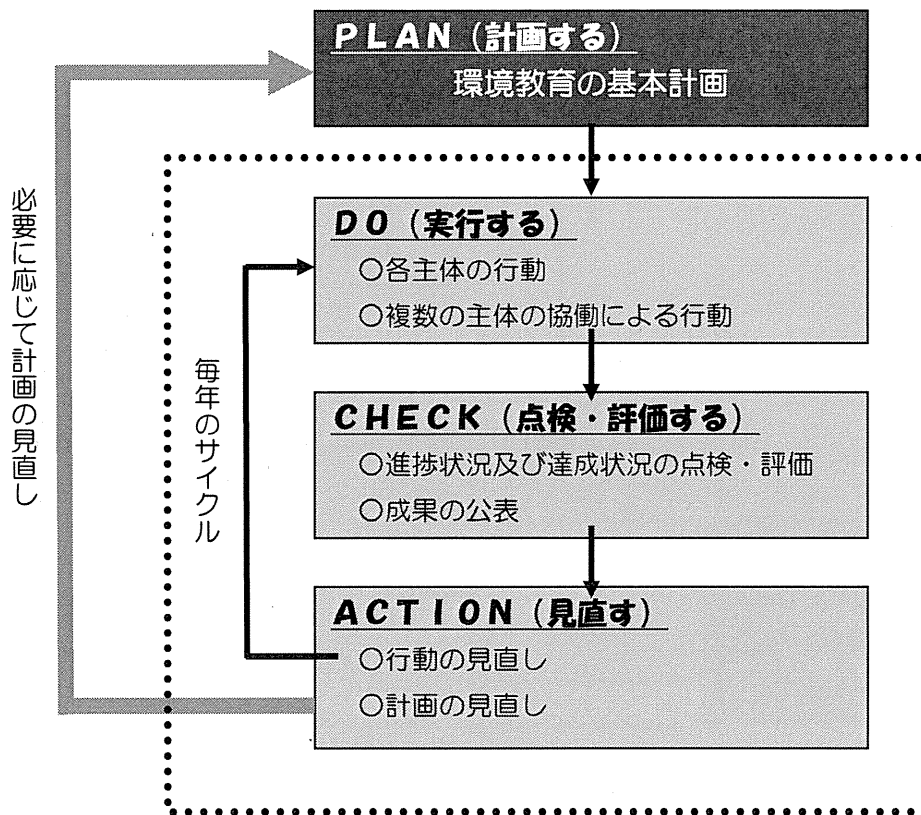 PLAN(計画する)
環境教育の基本計画
DO(実行する)
○各主体の行動
○複数の主体の協働による行動
CHECK(点検・評価する)
○進捗状況及び達成状況の点検・評価
○成果の公表
ACTION(見直す)
○行動の見直し
○計画の見直し
毎年のサイクル
必要に応じて計画の見直し